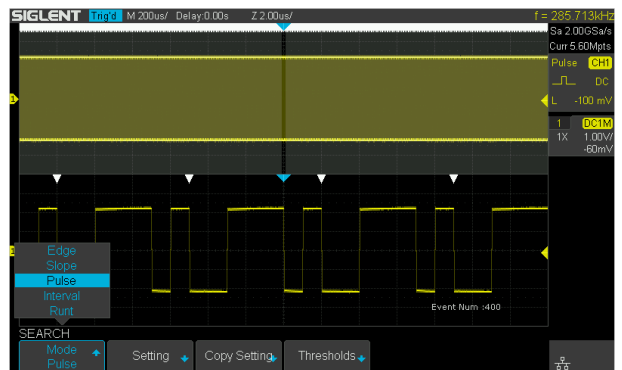 SIGLENT Trig'd M 200us/ Delay:0.00s Z 2.00us/ f = 285.713kHz
Sa 2.00GSa/s
Curr 5.60Mpts
Pulse CH1
DC
L -100 mV
1 DC1M
1X 1.00V/
-60mV
1
Edge
Slope
Pulse
Interval
Runt
Event Num :400
SEARCH
Mode
Pulse
Setting
Copy Setting
Thresholds